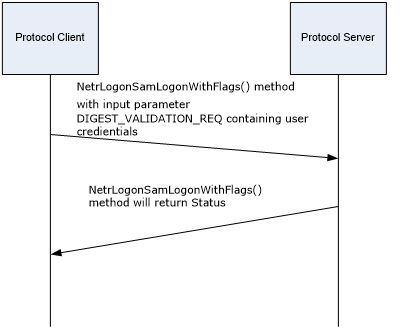 Protocol Client
Protocol Server
NetrLogonSamLogonWithFlags() method
with input parameter
DIGEST_VALIDATION_REQ containing user
credientials
NetrLogonSamLogonWithFlags()
method will return Status